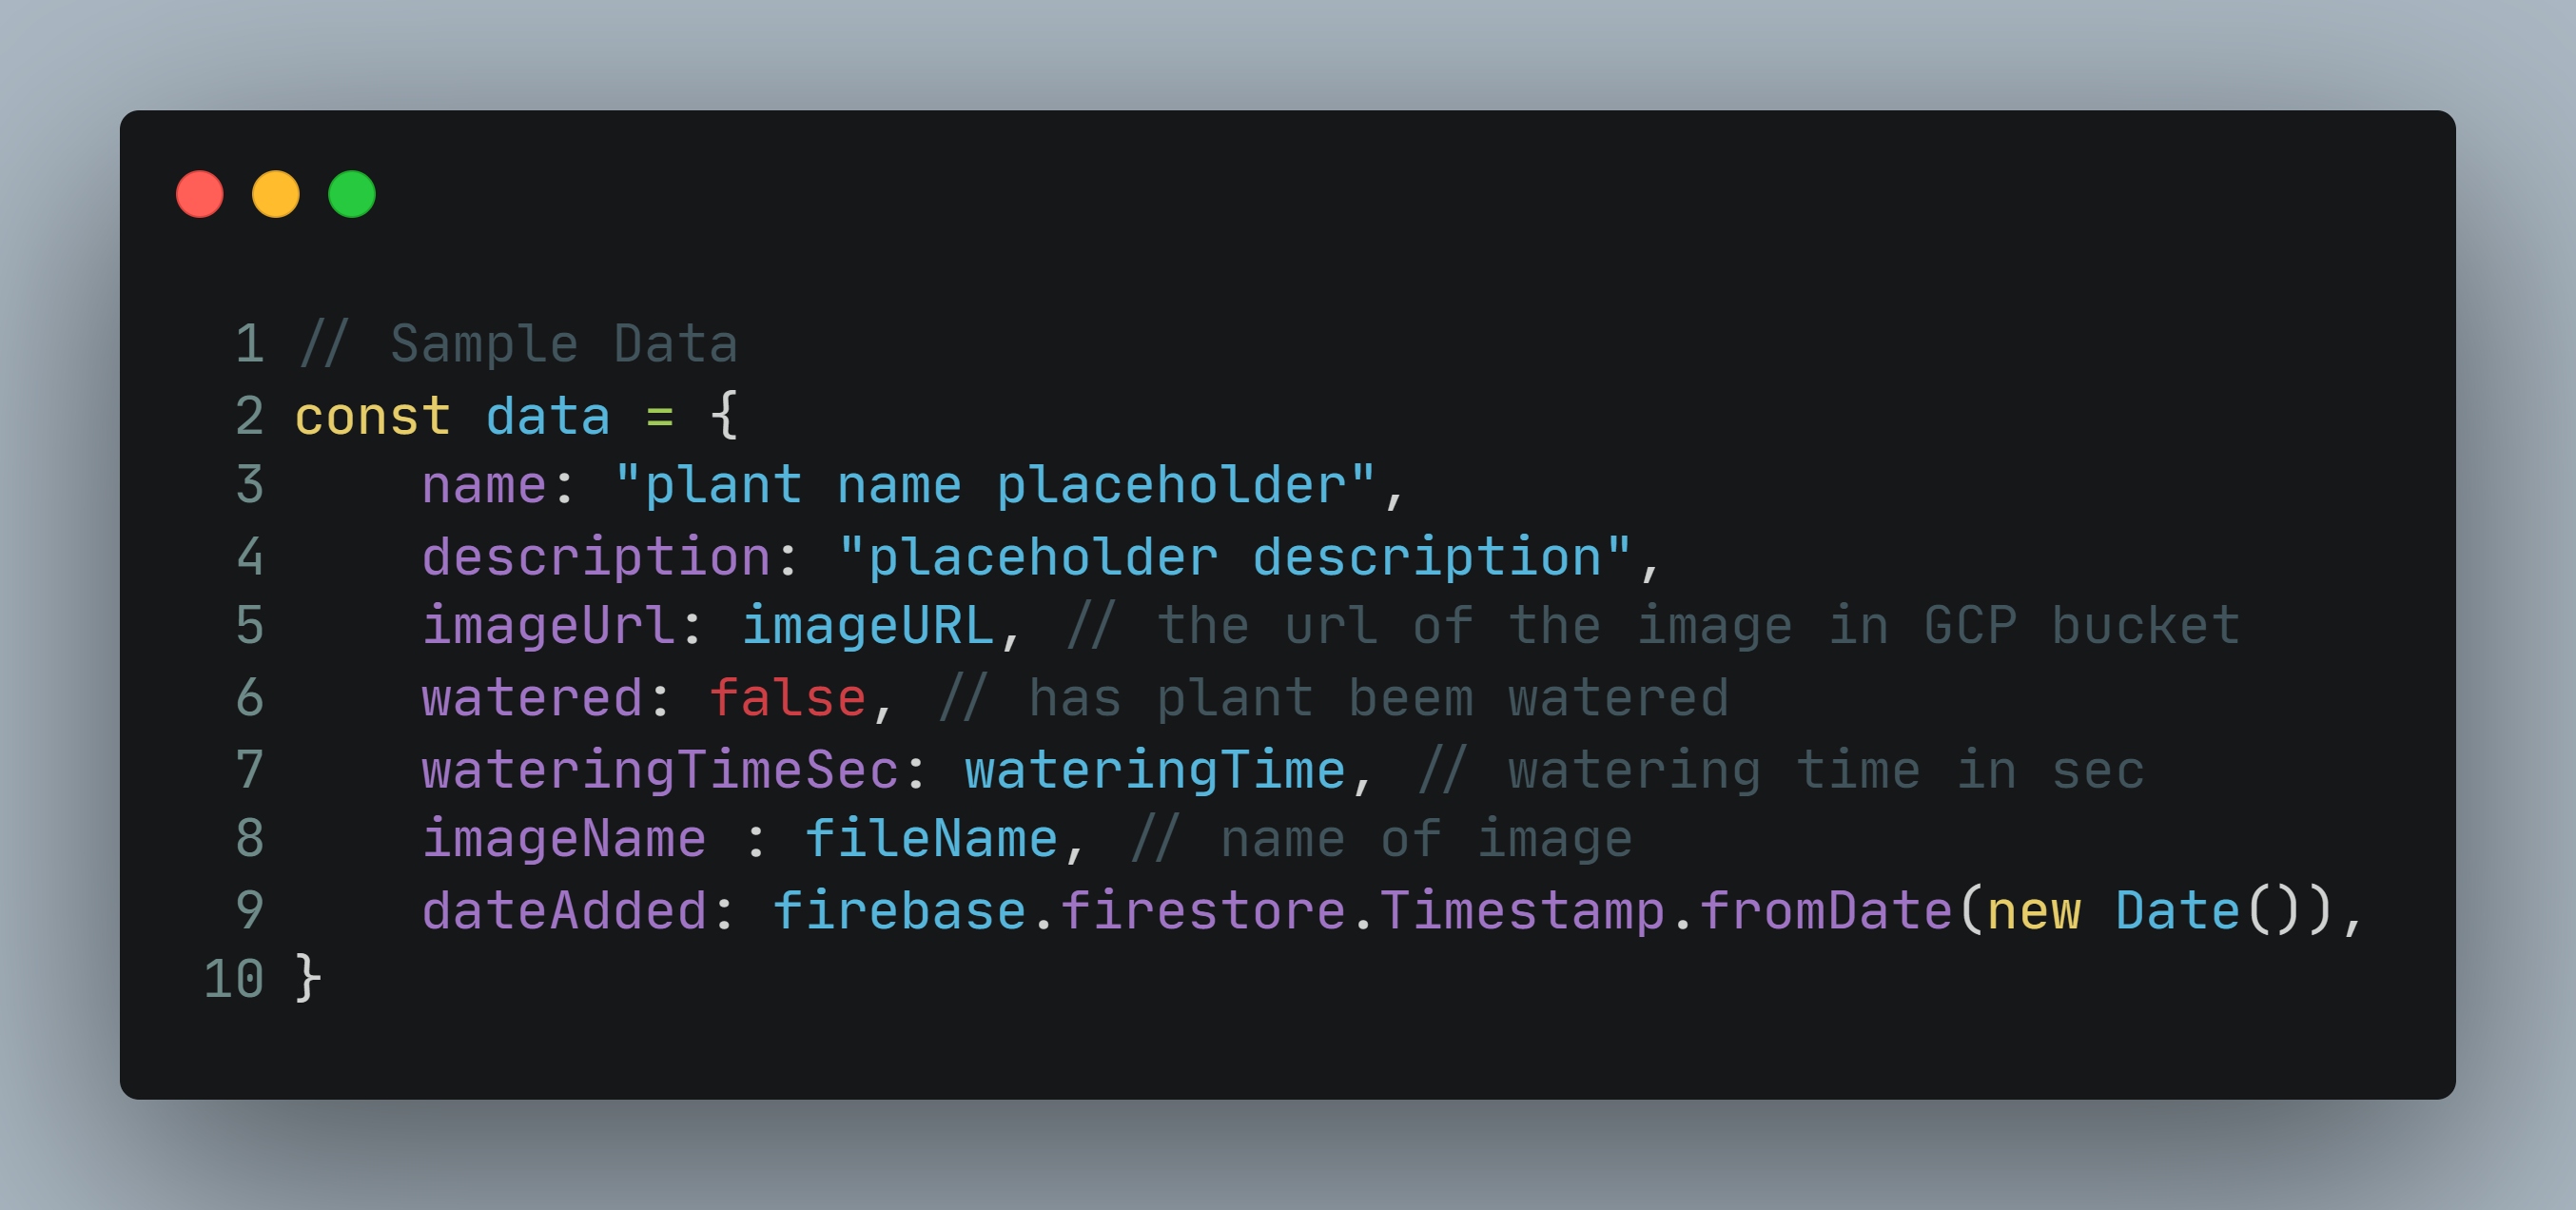 1 // Sample Data
2 const data = {
3     name: "plant name placeholder",
4     description: "placeholder description",
5     imageUrl: imageURL, // the url of the image in GCP bucket
6     watered: false, // has plant beem watered
7     wateringTimeSec: wateringTime, // watering time in sec
8     imageName : fileName, // name of image
9     dateAdded: firebase.firestore.Timestamp.fromDate(new Date()),
10 }